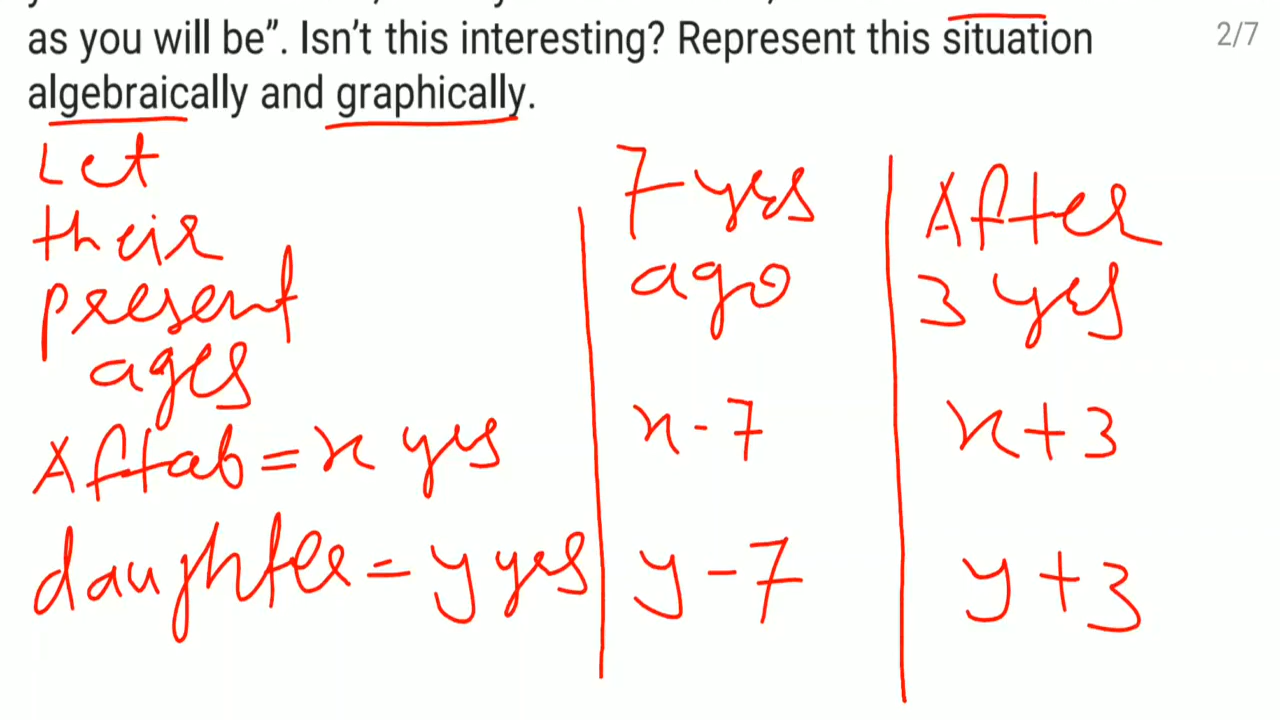 as you will be”. Isn’t this interesting? Represent this situation
2/7
algebraically and graphically.
Let
their
present
ages
7 yrs
ago
After
3 yrs
Aftab = x yrs
x - 7
x + 3
daughter = y yrs
y - 7
y + 3